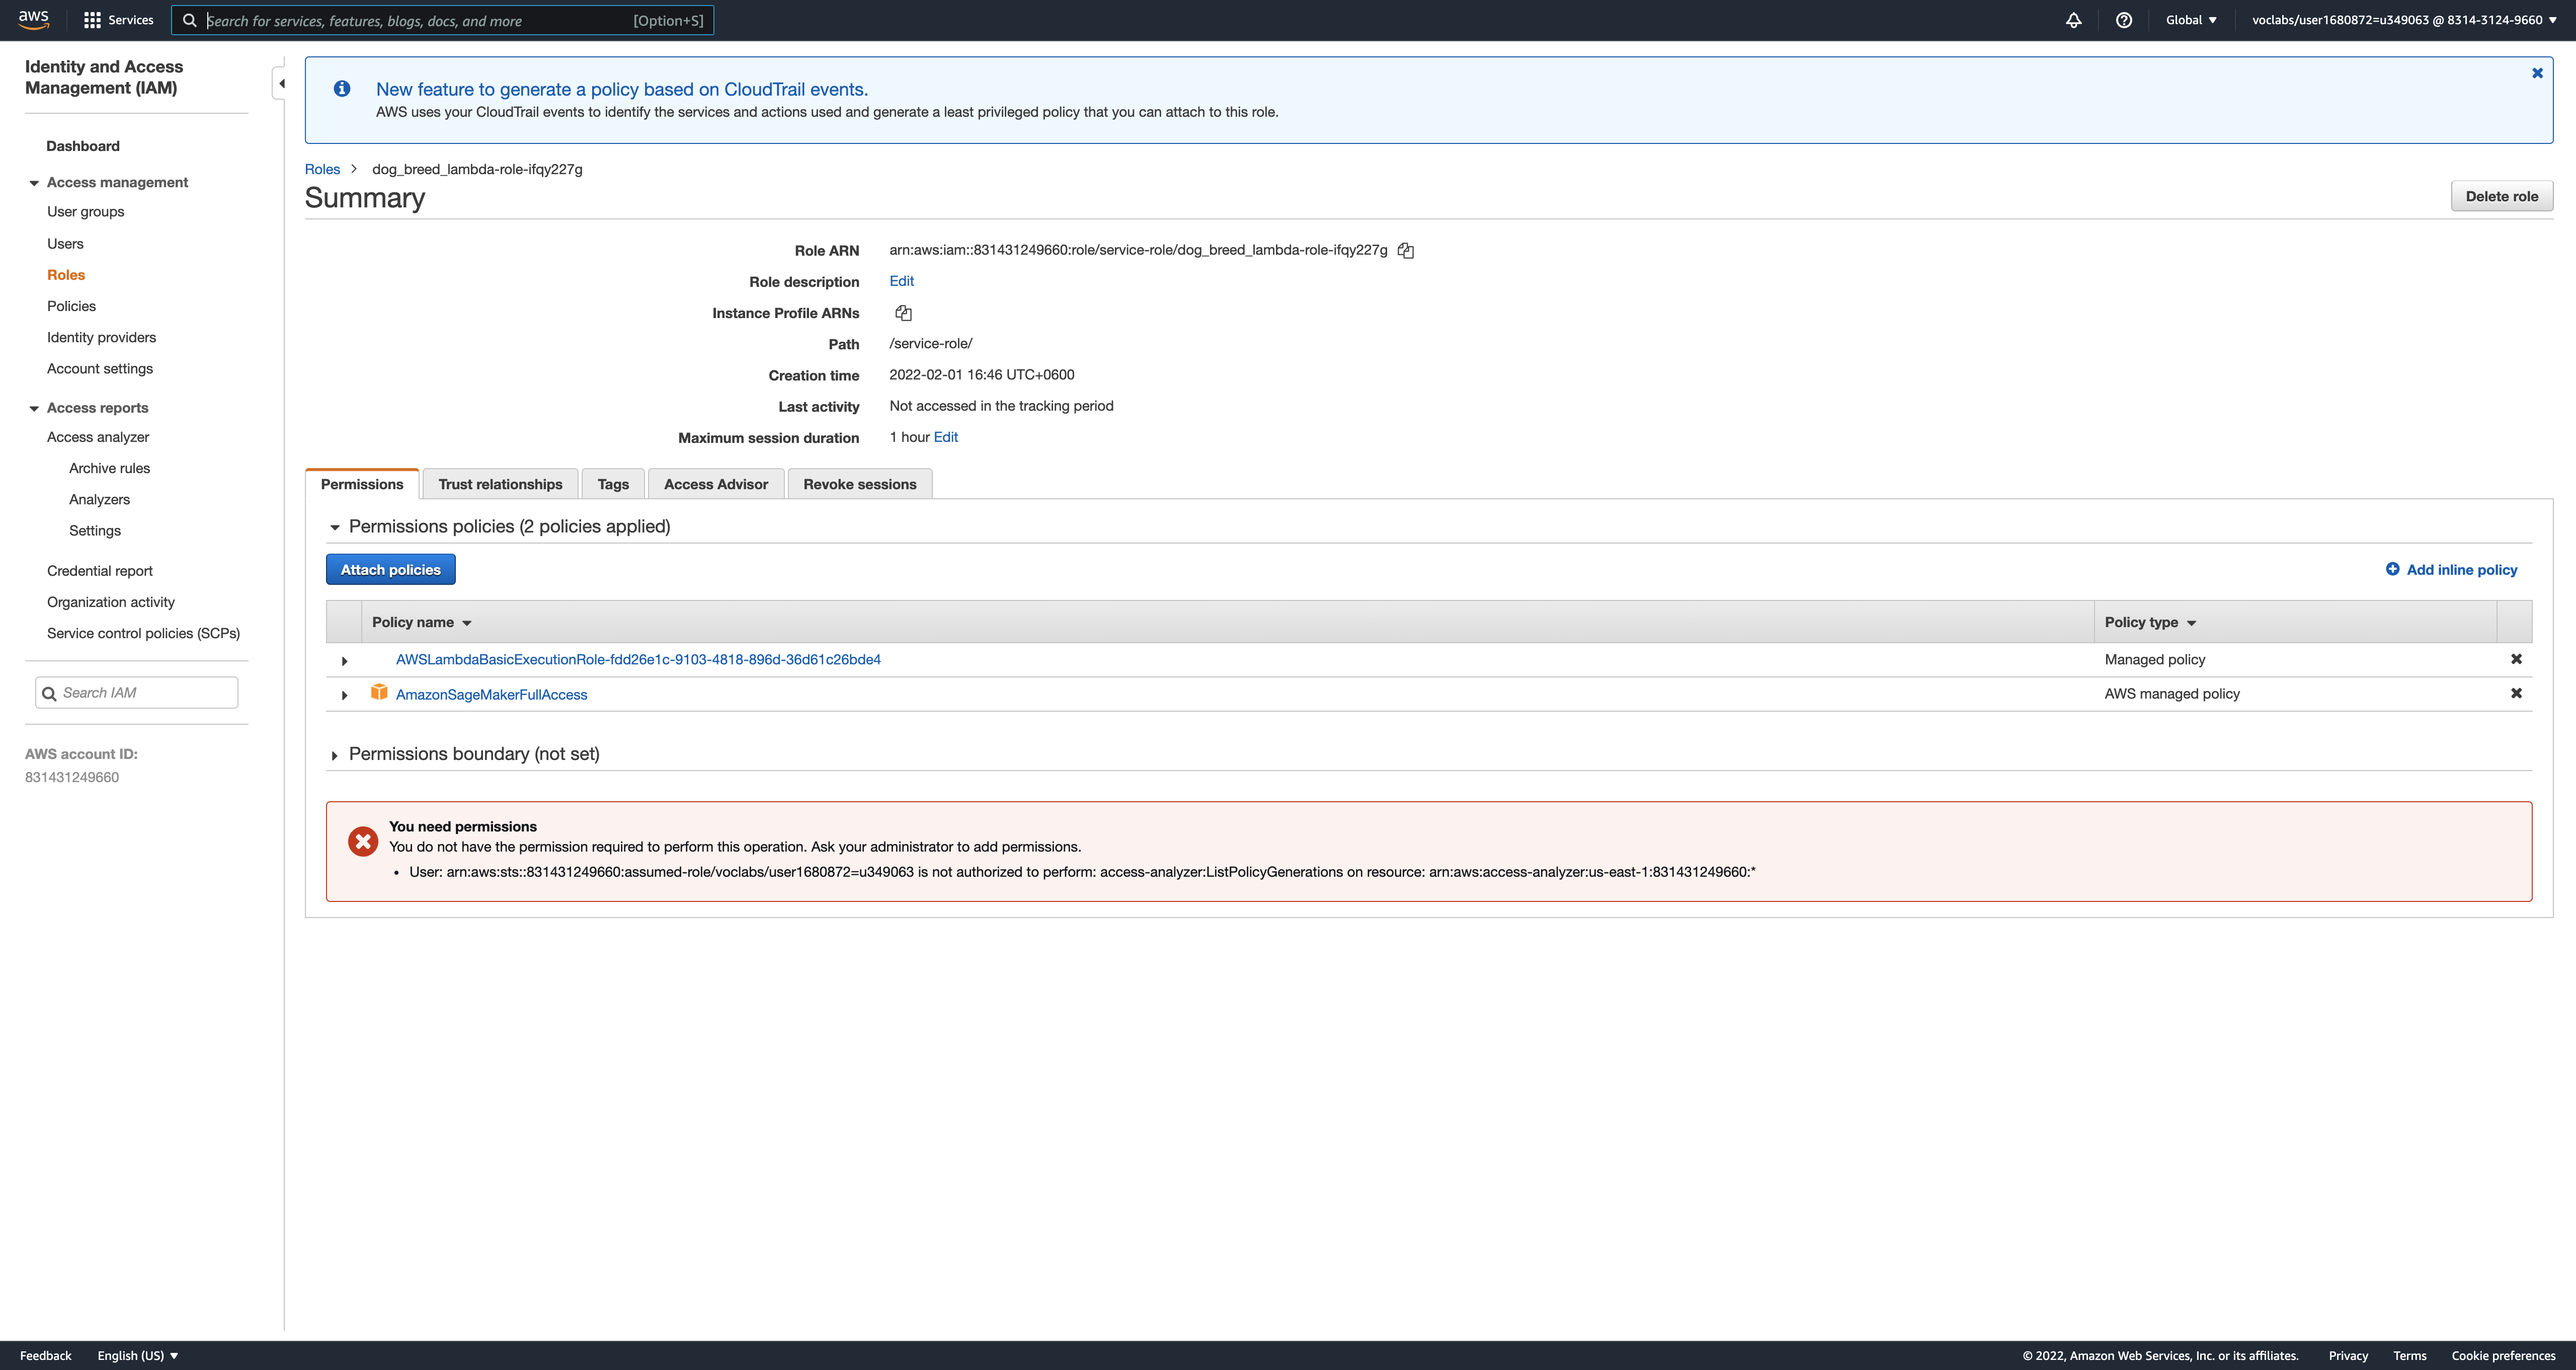 aws
Services
Search for services, features, blogs, docs, and more
[Option+S]
Global
voclabs/user1680872=u349063 @ 8314-3124-9660
Identity and Access
Management (IAM)
Dashboard
Access management
User groups
Users
Roles
Policies
Identity providers
Account settings
Access reports
Access analyzer
Archive rules
Analyzers
Settings
Credential report
Organization activity
Service control policies (SCPs)
Search IAM
AWS account ID:
831431249660
New feature to generate a policy based on CloudTrail events.
AWS uses your CloudTrail events to identify the services and actions used and generate a least privileged policy that you can attach to this role.
Roles > dog_breed_lambda-role-ifqy227g
Summary
Delete role
Role ARN arn:aws:iam::831431249660:role/service-role/dog_breed_lambda-role-ifqy227g
Role description Edit
Instance Profile ARNs
Path /service-role/
Creation time 2022-02-01 16:46 UTC+0600
Last activity Not accessed in the tracking period
Maximum session duration 1 hour Edit
Permissions
Trust relationships
Tags
Access Advisor
Revoke sessions
Permissions policies (2 policies applied)
Attach policies
Add inline policy
Policy name
Policy type
AWSLambdaBasicExecutionRole-fdd26e1c-9103-4818-896d-36d61c26bde4
Managed policy
AmazonSageMakerFullAccess
AWS managed policy
Permissions boundary (not set)
You need permissions
You do not have the permission required to perform this operation. Ask your administrator to add permissions.
• User: arn:aws:sts::831431249660:assumed-role/voclabs/user1680872=u349063 is not authorized to perform: access-analyzer:ListPolicyGenerations on resource: arn:aws:access-analyzer:us-east-1:831431249660:*
Feedback
English (US)
© 2022, Amazon Web Services, Inc. or its affiliates.
Privacy
Terms
Cookie preferences